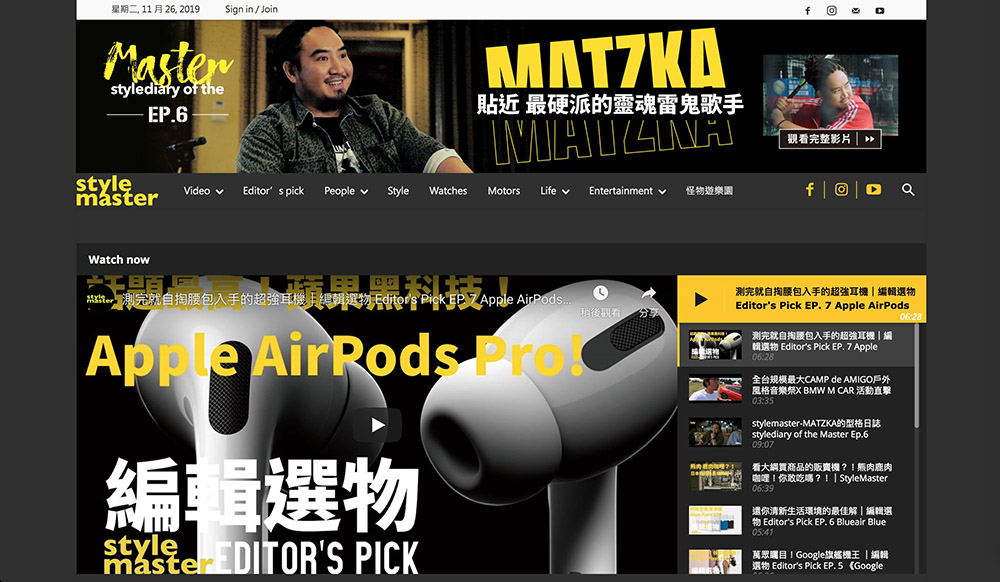 星期二, 11 月 26, 2019
Sign in / Join
Master
stylediary of the
EP.6
MATZKA
貼近 最硬派的靈魂雷鬼歌手
MATZKA
觀看完整影片
style
master
Video
Editor’s pick
People
Style
Watches
Motors
Life
Entertainment
怪物遊樂園
Watch now
話題最高！蘋果黑科技！
style
master
測完就自掏腰包入手的超強耳機｜編輯選物 Editor's Pick EP. 7 Apple AirPods...
稍後觀看
分享
Apple AirPods Pro!
編輯選物
style
master
EDITOR'S PICK
測完就自掏腰包入手的超強耳機｜編輯選物
Editor's Pick EP. 7 Apple AirPods
06:28
測完就自掏腰包入手的超強耳機｜編
輯選物 Editor's Pick EP. 7 Apple
06:28
全台規模最大CAMP de AMIGO戶外
風格音樂祭X BMW M CAR 活動直擊
03:35
stylemaster-MATZKA的型格日誌
stylediary of the Master Ep.6
09:07
看大綱買商品的販賣機？！熊肉鹿肉
咖哩！你敢吃嗎？！｜StyleMaster
06:39
還你清新生活環境的最佳解｜編輯選
物 Editor's Pick EP. 6 Blueair Blue
05:41
萬眾矚目！Google旗艦機王 ｜編輯
選物 Editor's Pick EP. 5 《Google